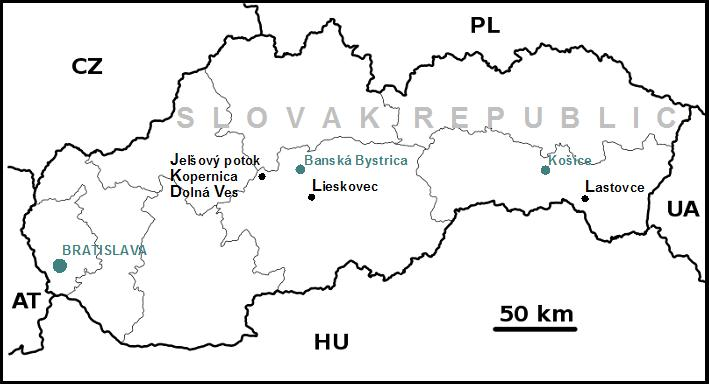 PL
CZ
SLOVAK REPUBLIC
Jelšový potok
Kopernica
Dolná Ves
Banská Bystrica
Lieskovec
Košice
Lastovce
UA
BRATISLAVA
AT
50 km
HU